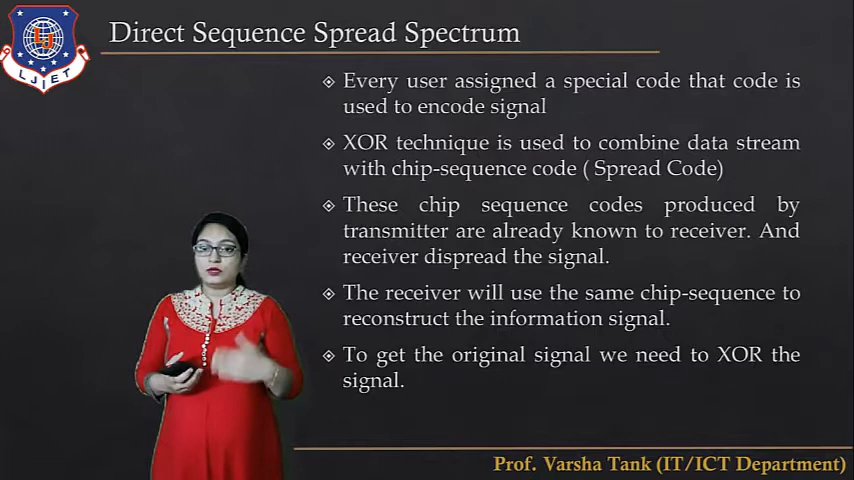 Direct Sequence Spread Spectrum
LJIET
Every user assigned a special code that code is
used to encode signal
XOR technique is used to combine data stream
with chip-sequence code ( Spread Code)
These chip sequence codes produced by
transmitter are already known to receiver. And
receiver dispread the signal.
The receiver will use the same chip-sequence to
reconstruct the information signal.
To get the original signal we need to XOR the
signal.
Prof. Varsha Tank (IT/ICT Department)